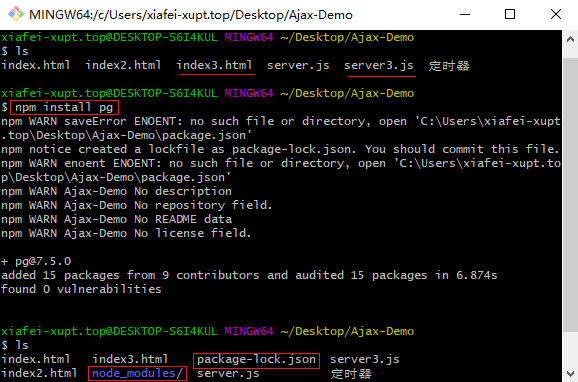 MINGW64:/c/Users/xiafei-xupt.top/Desktop/Ajax-Demo
xiafei-xupt.top@DESKTOP-S6I4KUL MINGW64 ~/Desktop/Ajax-Demo
$ ls
index.html index2.html index3.html server.js server3.js 定时器
xiafei-xupt.top@DESKTOP-S6I4KUL MINGW64 ~/Desktop/Ajax-Demo
$ npm install pg
npm WARN saveError ENOENT: no such file or directory, open 'C:\Users\xiafei-xupt
.top\Desktop\Ajax-Demo\package.json'
npm notice created a lockfile as package-lock.json. You should commit this file.
npm WARN enoent ENOENT: no such file or directory, open 'C:\Users\xiafei-xupt.to
p\Desktop\Ajax-Demo\package.json'
npm WARN Ajax-Demo No description
npm WARN Ajax-Demo No repository field.
npm WARN Ajax-Demo No README data
npm WARN Ajax-Demo No license field.
+ pg@7.5.0
added 15 packages from 9 contributors and audited 15 packages in 6.874s
found 0 vulnerabilities
xiafei-xupt.top@DESKTOP-S6I4KUL MINGW64 ~/Desktop/Ajax-Demo
$ ls
index.html index3.html package-lock.json server3.js
index2.html node_modules/ server.js 定时器